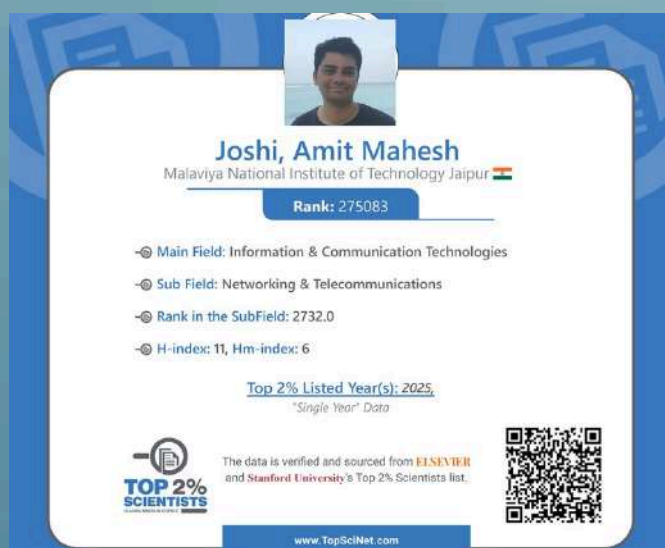 Joshi, Amit Mahesh
Malaviya National Institute of Technology Jaipur
Rank: 275083
Main Field: Information & Communication Technologies
Sub Field: Networking & Telecommunications
Rank in the SubField: 2732.0
H-index: 11, Hm-index: 6
Top 2% Listed Year(s): 2025,
"Single Year" Data
The data is verified and sourced from ELSEVIER
and Stanford University's Top 2% Scientists list.
TOP 2%
SCIENTISTS
www.TopSciNet.com